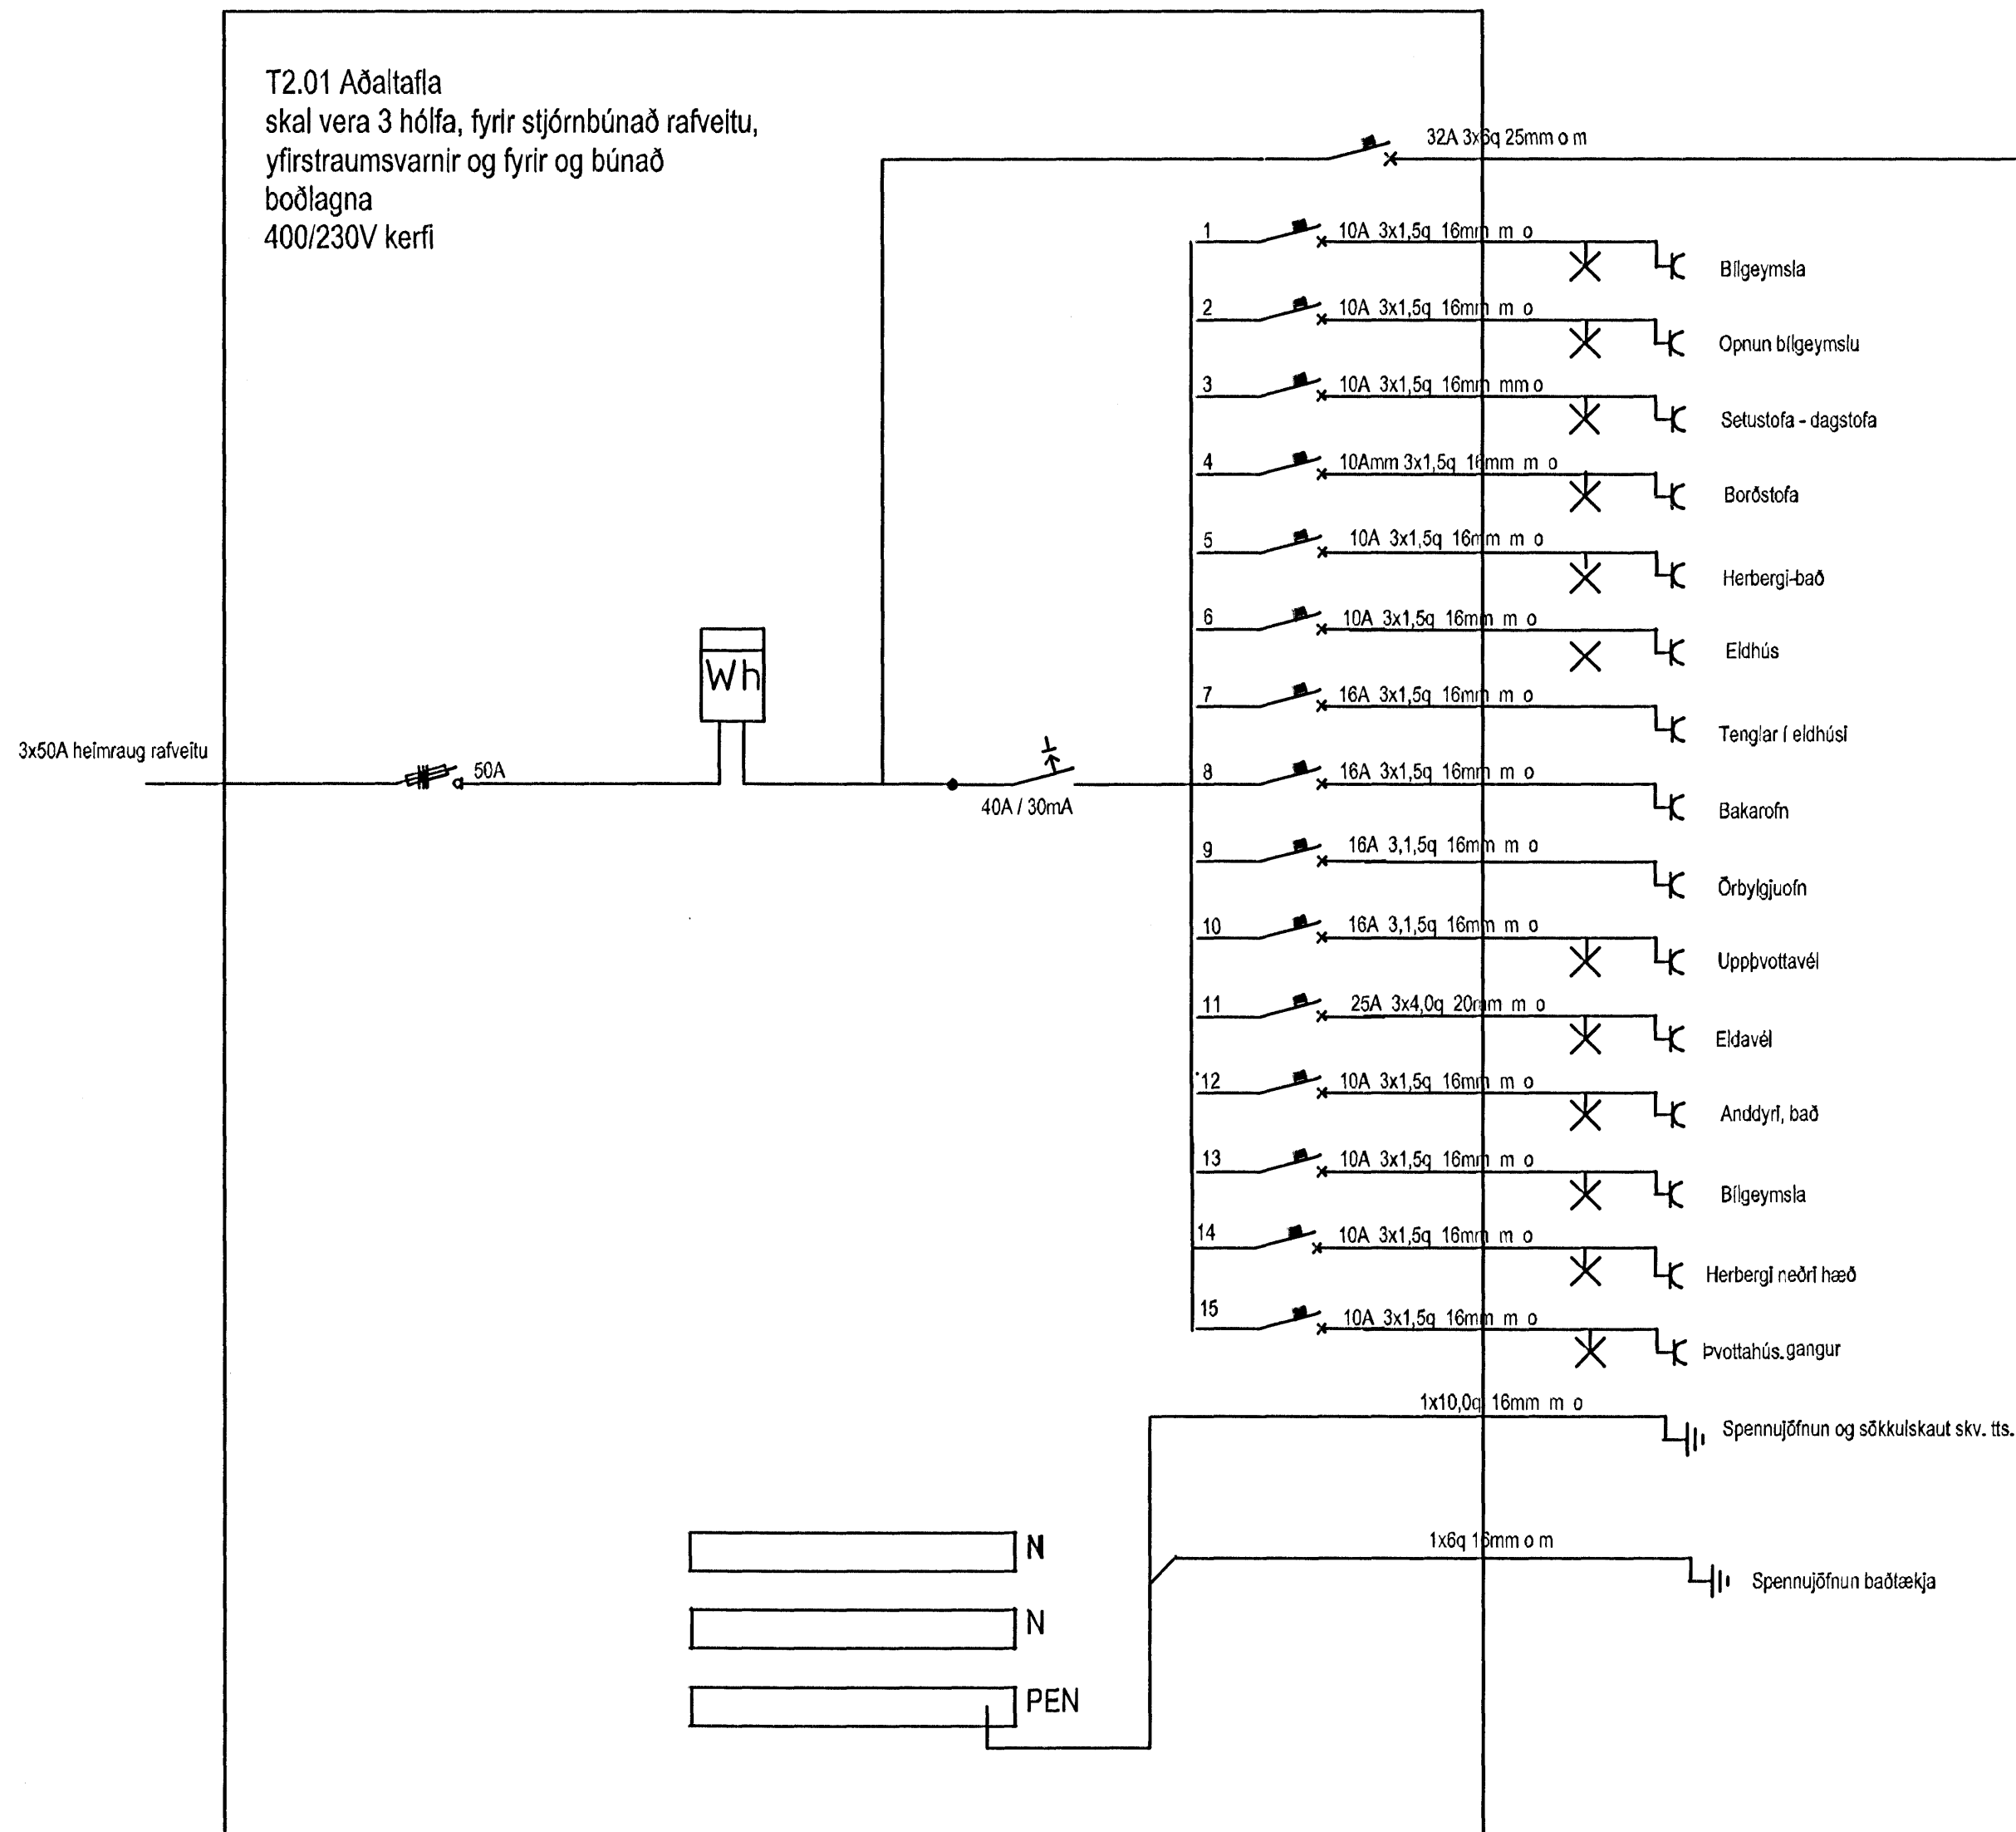 T2.01 Aðaltafla
skal vera 3 hólfa, fyrir stjórnbúnað rafveitu,
yfirstraumsvarnir og fyrir og búnað
boðlagna
400/230V kerfi
32A 3x6q 25mm o m
1 10A 3x1,5q 16mm m o
Bílgeymsla
2 10A 3x1,5q 16mm m o
Opnun bílgeymslu
3 10A 3x1,5q 16mm mm o
Setustofa - dagstofa
4 10Amm 3x1,5q 16mm m o
Borðstofa
5 10A 3x1,5q 16mm m o
Herbergi-bað
6 10A 3x1,5q 16mm m o
Eldhús
Wh
7 16A 3x1,5q 16mm m o
Tenglar í eldhúsi
3x50A heimraug rafveitu
50A
40A / 30mA
8 16A 3x1,5q 16mm m o
Bakarofn
9 16A 3,1,5q 16mm m o
Örbylgjuofn
10 16A 3,1,5q 16mm m o
Uppþvottavél
11 25A 3x4,0q 20mm m o
Eldavél
12 10A 3x1,5q 16mm m o
Anddyri, bað
13 10A 3x1,5q 16mm m o
Bílgeymsla
14 10A 3x1,5q 16mm m o
Herbergi neðri hæð
15 10A 3x1,5q 16mm m o
Þvottahús. gangur
1x10,0q 16mm m o
Spennujöfnun og sökkulskaut skv. tts.
1x6q 16mm o m
Spennujöfnun baðtækja
N
N
PEN